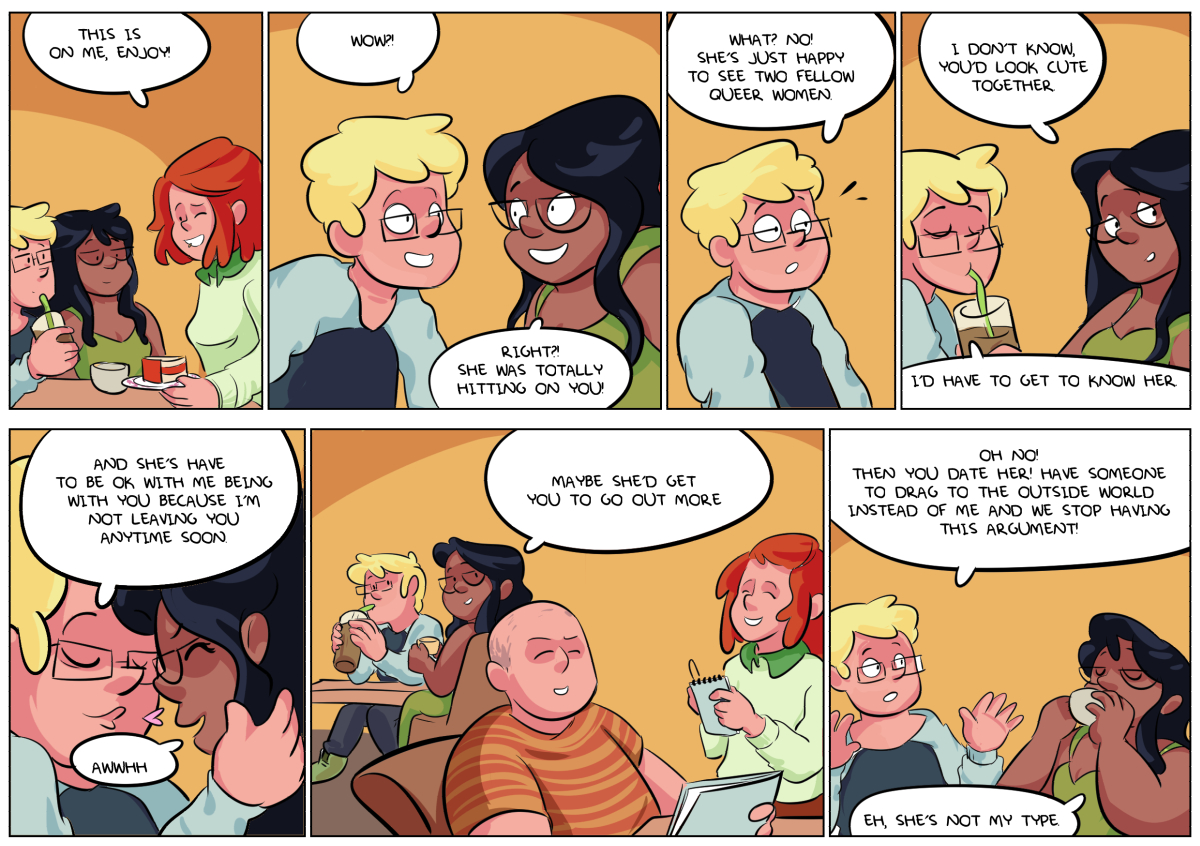 THIS IS
ON ME, ENJOY!
WOW?!
RIGHT?!
SHE WAS TOTALLY
HITTING ON YOU!
WHAT? NO!
SHE'S JUST HAPPY
TO SEE TWO FELLOW
QUEER WOMEN.
I DON'T KNOW,
YOU'D LOOK CUTE
TOGETHER.
I'D HAVE TO GET TO KNOW HER.
AND SHE'S HAVE
TO BE OK WITH ME BEING
WITH YOU BECAUSE I'M
NOT LEAVING YOU
ANYTIME SOON.
AWWHH
MAYBE SHE'D GET
YOU TO GO OUT MORE
OH NO!
THEN YOU DATE HER! HAVE SOMEONE
TO DRAG TO THE OUTSIDE WORLD
INSTEAD OF ME AND WE STOP HAVING
THIS ARGUMENT!
EH, SHE'S NOT MY TYPE.